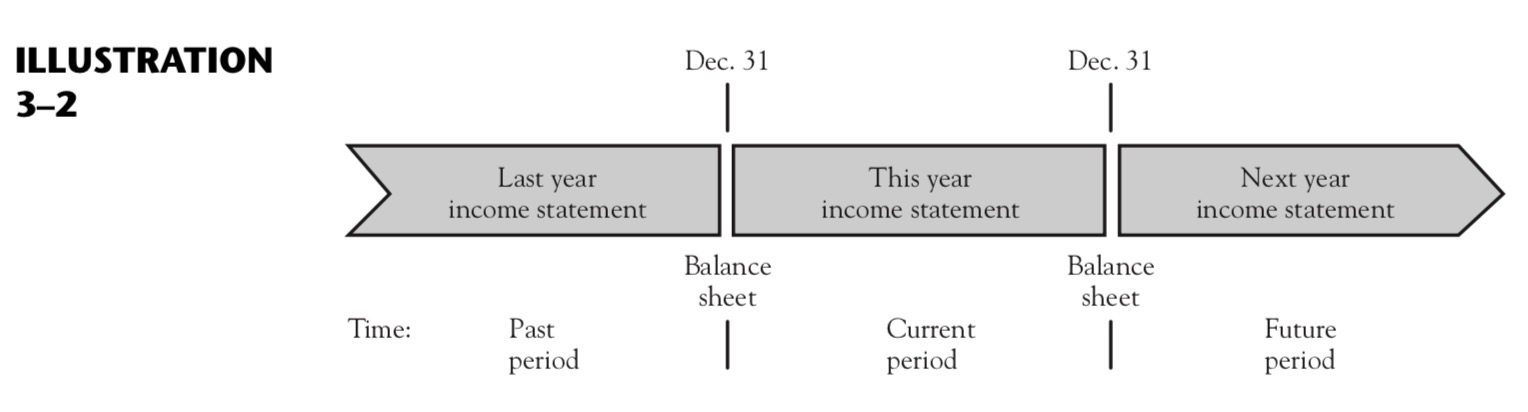 ILLUSTRATION
3–2
Dec. 31
Dec. 31
Last year
income statement
This year
income statement
Next year
income statement
Balance
sheet
Balance
sheet
Time:
Past
period
Current
period
Future
period